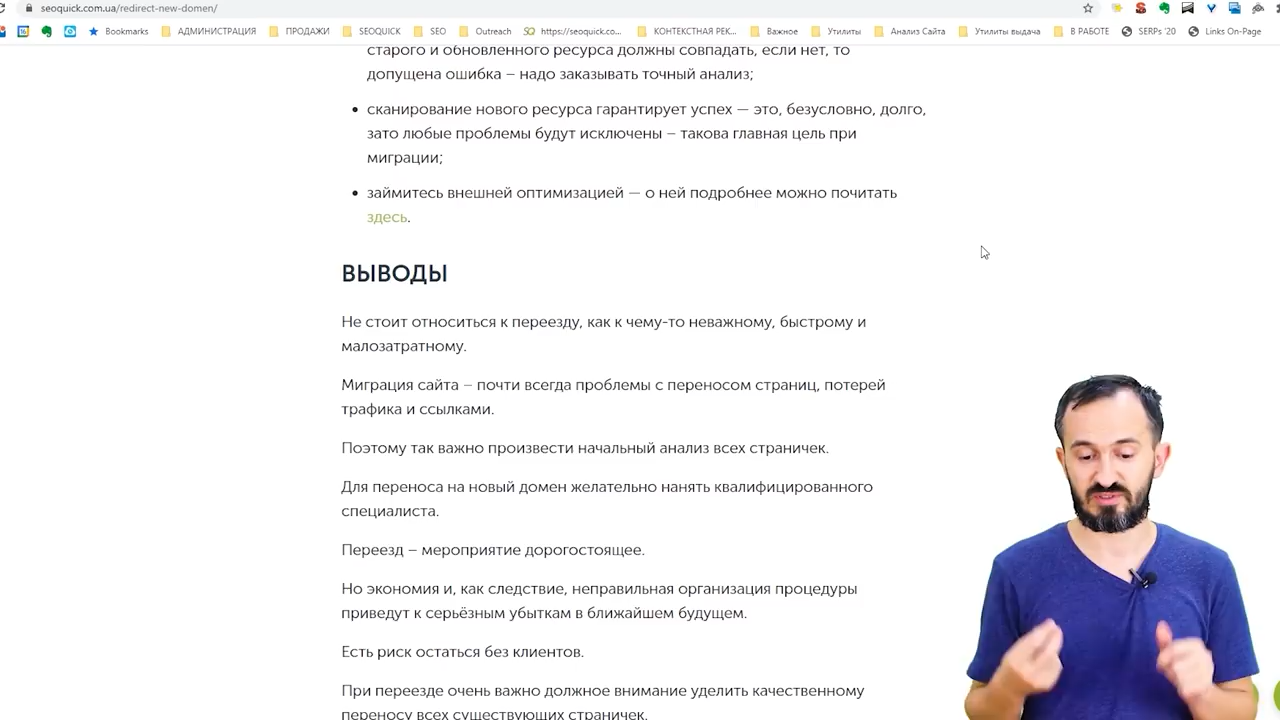 seoquick.com.ua/redirect-new-domen/
Bookmarks АДМИНИСТРАЦИЯ ПРОДАЖИ SEOQUICK SEO Outreach https://seoquick.co... КОНТЕКСТНАЯ РЕК... Важное Утилиты Анализ Сайта Утилиты выдача В РАБОТЕ SERPs '20 Links On-Page
старого и обновленного ресурса должны совпадать, если нет, то
допущена ошибка – надо заказывать точный анализ;
• сканирование нового ресурса гарантирует успех — это, безусловно, долго,
зато любые проблемы будут исключены – такова главная цель при
миграции;
• займитесь внешней оптимизацией — о ней подробнее можно почитать
здесь.
ВЫВОДЫ
Не стоит относиться к переезду, как к чему-то неважному, быстрому и
малозатратному.
Миграция сайта – почти всегда проблемы с переносом страниц, потерей
трафика и ссылками.
Поэтому так важно произвести начальный анализ всех страничек.
Для переноса на новый домен желательно нанять квалифицированного
специалиста.
Переезд – мероприятие дорогостоящее.
Но экономия и, как следствие, неправильная организация процедуры
приведут к серьёзным убыткам в ближайшем будущем.
Есть риск остаться без клиентов.
При переезде очень важно должное внимание уделить качественному
переносу всех существующих страничек.